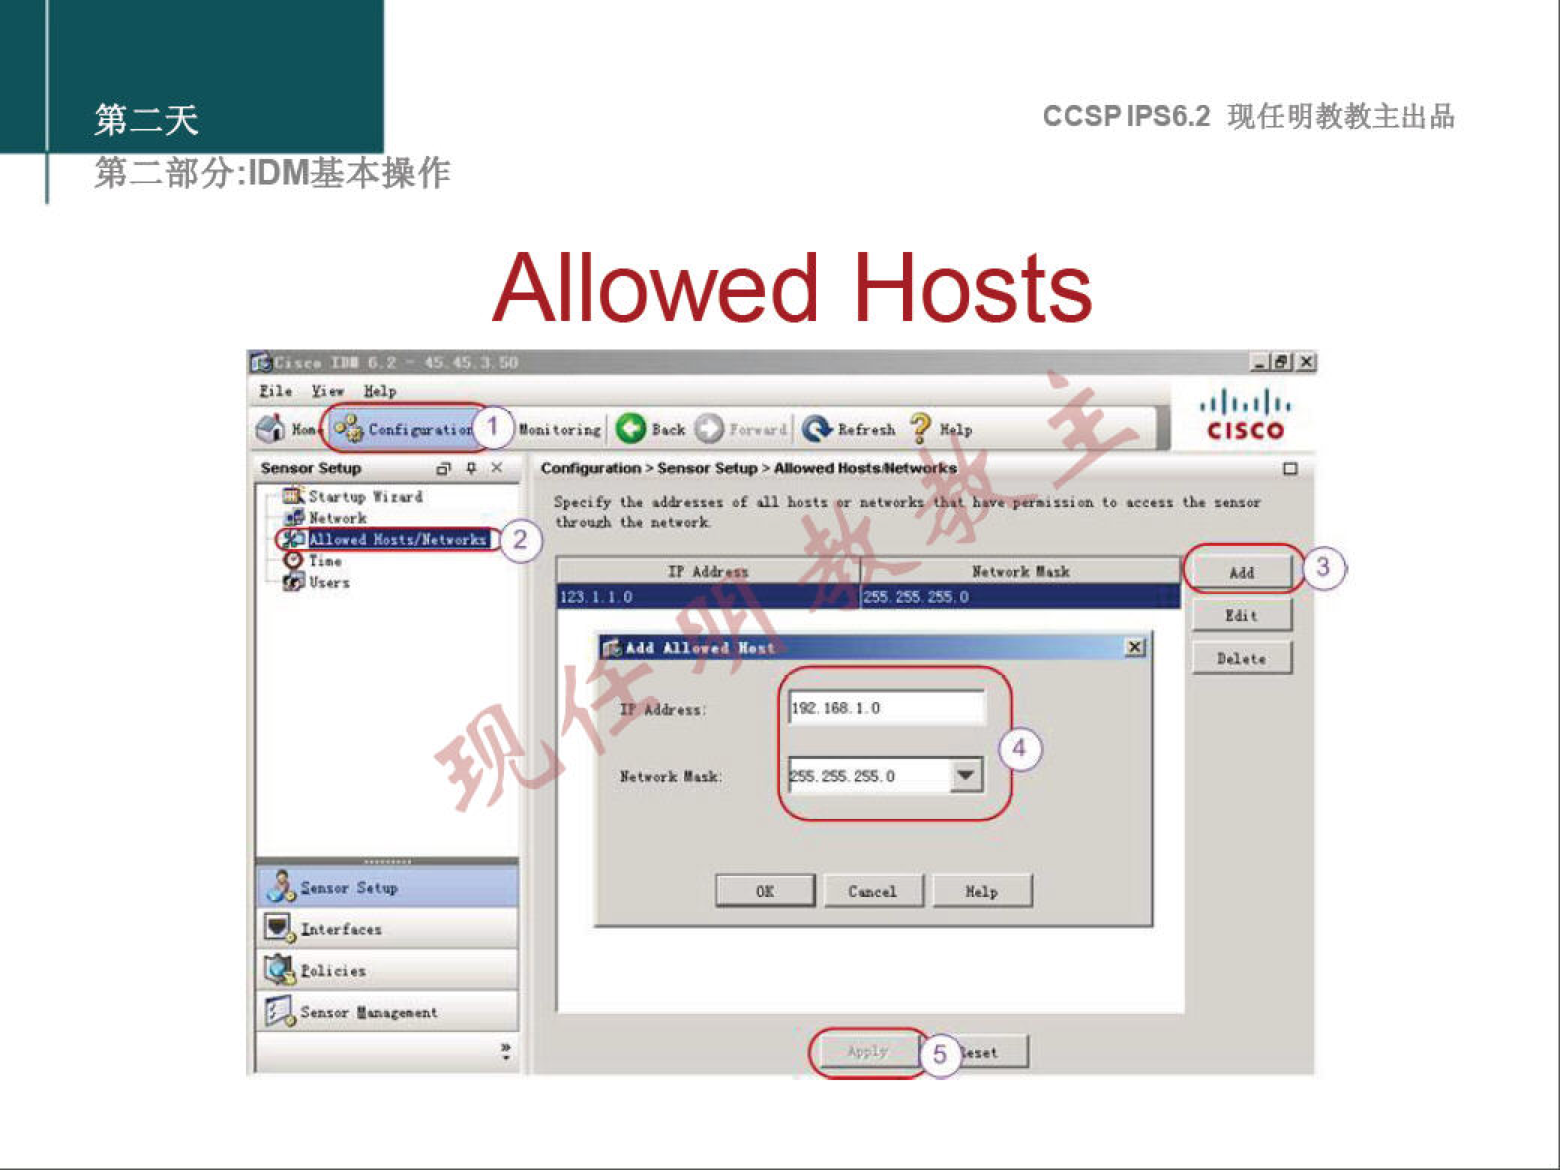 第二天
CCSP IPS6.2 现任明教教主出品
第二部分:IDM基本操作
Allowed Hosts
Cisco IDM 6.2 - 45.45.3.50
File View Help
Home Configuration 1 Monitoring Back Forward Refresh Help
CISCO
Sensor Setup
Configuration > Sensor Setup > Allowed Hosts/Networks
Startup Wizard
Network
Allowed Hosts/Networks 2
Time
Users
Specify the addresses of all hosts or networks that have permission to access the sensor
through the network.
IP Address Network Mask
123.1.1.0 255.255.255.0
Add 3
Edit
Delete
Add Allowed Host
IP Address: 192.168.1.0
Network Mask: 255.255.255.0
4
OK Cancel Help
Sensor Setup
Interfaces
Policies
Sensor Management
Apply 5 Reset
现任明教教主